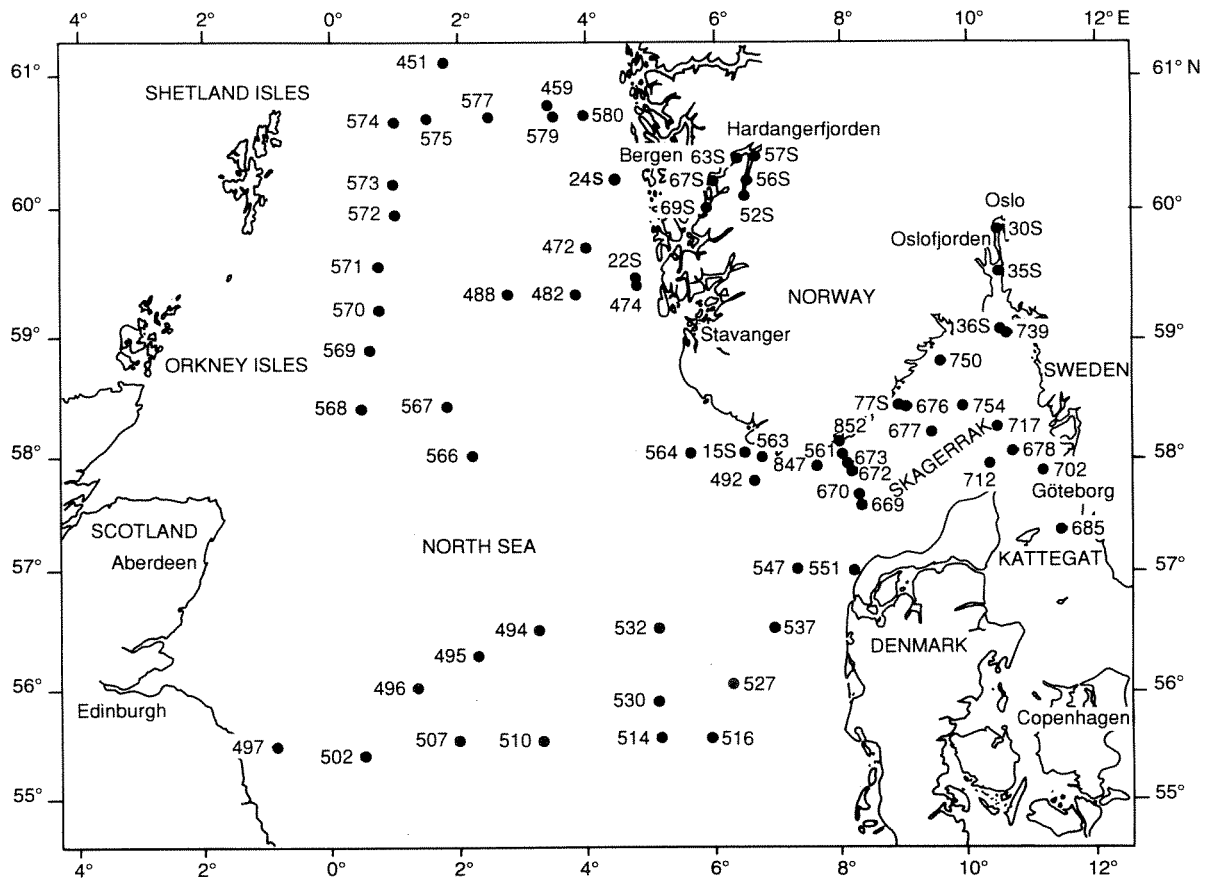 4° 2° 0° 2° 4° 6° 8° 10° 12° E
61° 451 61° N
SHETLAND ISLES 577 459
574 575 579 580
Hardangerfjorden
Bergen 63S 57S
573 24S 67S 56S
60° 572 69S 52S 60°
Oslo
30S
Oslofjorden
472 22S
571 35S
488 482 474 NORWAY
570
59° Stavanger 36S 739 59°
569 750
ORKNEY ISLES SWEDEN
568 567 77S 676 754
852 677 717
58° 566 564 15S 563 561 673 678 58°
847 672 SKAGERRAK 712 702
492 670 Göteborg
669
SCOTLAND 685
Aberdeen NORTH SEA KATTEGAT
57° 547 551 57°
494 532 537
DENMARK
495
56° 496 527 56°
530
Edinburgh Copenhagen
497 502 507 510 514 516
55° 55°
4° 2° 0° 2° 4° 6° 8° 10° 12°